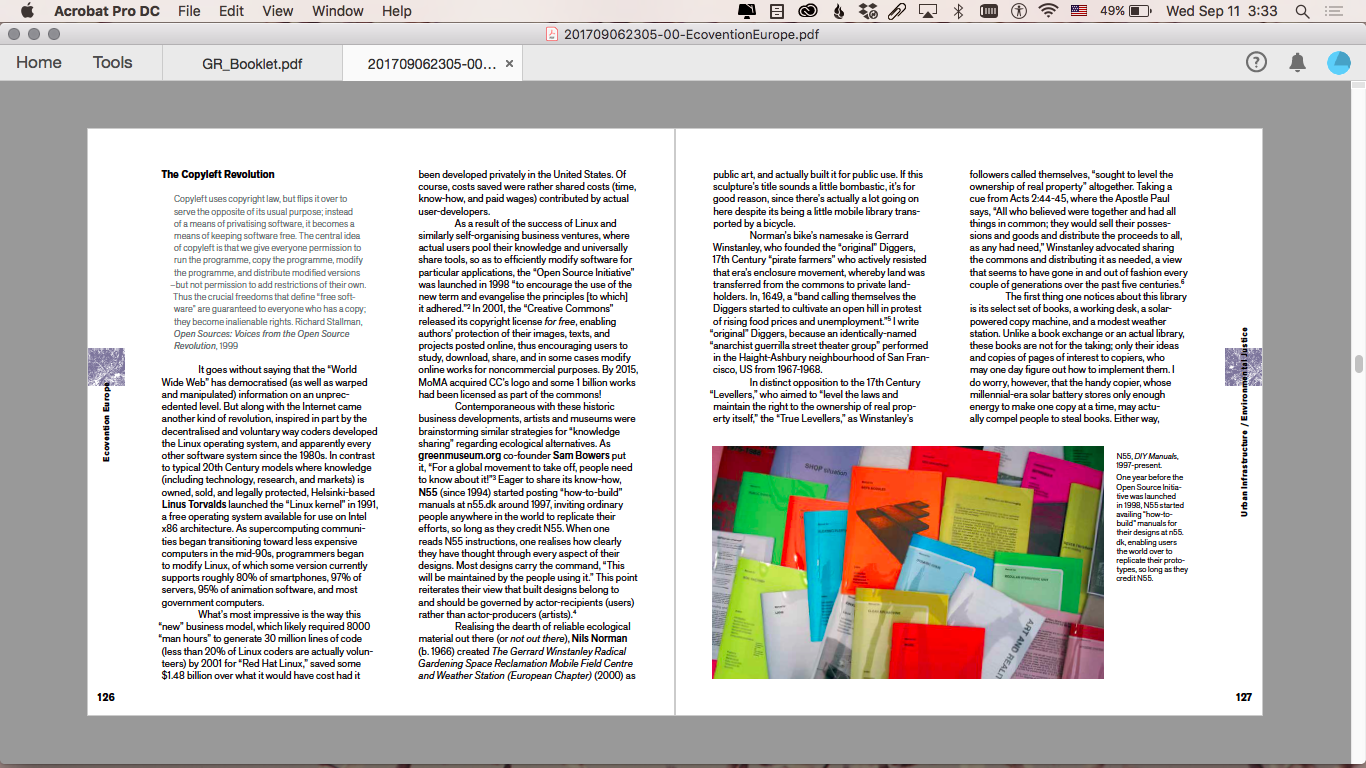 Acrobat Pro DC File Edit View Window Help 49% Wed Sep 11 3:33
201709062305-00-EcoventionEurope.pdf
Home Tools GR_Booklet.pdf 201709062305-00... ×
The Copyleft Revolution
Copyleft uses copyright law, but flips it over to
serve the opposite of its usual purpose; instead
of a means of privatising software, it becomes a
means of keeping software free. The central idea
of copyleft is that we give everyone permission to
run the programme, copy the programme, modify
the programme, and distribute modified versions
–but not permission to add restrictions of their own.
Thus the crucial freedoms that define “free soft-
ware” are guaranteed to everyone who has a copy;
they become inalienable rights. Richard Stallman,
Open Sources: Voices from the Open Source
Revolution, 1999
It goes without saying that the “World
Wide Web” has democratised (as well as warped
and manipulated) information on an unprec-
edented level. But along with the Internet came
another kind of revolution, inspired in part by the
decentralised and voluntary way coders developed
the Linux operating system, and apparently every
other software system since the 1980s. In contrast
to typical 20th Century models where knowledge
(including technology, research, and markets) is
owned, sold, and legally protected, Helsinki-based
Linus Torvalds launched the “Linux kernel” in 1991,
a free operating system available for use on Intel
x86 architecture. As supercomputing communi-
ties began transitioning toward less expensive
computers in the mid-90s, programmers began
to modify Linux, of which some version currently
supports roughly 80% of smartphones, 97% of
servers, 95% of animation software, and most
government computers.
What’s most impressive is the way this
“new” business model, which likely required 8000
“man hours” to generate 30 million lines of code
(less than 20% of Linux coders are actually volun-
teers) by 2001 for “Red Hat Linux,” saved some
$1.48 billion over what it would have cost had it
been developed privately in the United States. Of
course, costs saved were rather shared costs (time,
know-how, and paid wages) contributed by actual
user-developers.
As a result of the success of Linux and
similarly self-organising business ventures, where
actual users pool their knowledge and universally
share tools, so as to efficiently modify software for
particular applications, the “Open Source Initiative”
was launched in 1998 “to encourage the use of the
new term and evangelise the principles [to which]
it adhered.”² In 2001, the “Creative Commons”
released its copyright license for free, enabling
authors’ protection of their images, texts, and
projects posted online, thus encouraging users to
study, download, share, and in some cases modify
online works for noncommercial purposes. By 2015,
MoMA acquired CC’s logo and some 1 billion works
had been licensed as part of the commons!
Contemporaneous with these historic
business developments, artists and museums were
brainstorming similar strategies for “knowledge
sharing” regarding ecological alternatives. As
greenmuseum.org co-founder Sam Bowers put
it, “For a global movement to take off, people need
to know about it!”³ Eager to share its know-how,
N55 (since 1994) started posting “how-to-build”
manuals at n55.dk around 1997, inviting ordinary
people anywhere in the world to replicate their
efforts, so long as they credit N55. When one
reads N55 instructions, one realises how clearly
they have thought through every aspect of their
designs. Most designs carry the command, “This
will be maintained by the people using it.” This point
reiterates their view that built designs belong to
and should be governed by actor-recipients (users)
rather than actor-producers (artists).⁴
Realising the dearth of reliable ecological
material out there (or not out there), Nils Norman
(b. 1966) created The Gerrard Winstanley Radical
Gardening Space Reclamation Mobile Field Centre
and Weather Station (European Chapter) (2000) as
Ecovention Europe
126
public art, and actually built it for public use. If this
sculpture’s title sounds a little bombastic, it’s for
good reason, since there’s actually a lot going on
here despite its being a little mobile library trans-
ported by a bicycle.
Norman’s bike’s namesake is Gerrard
Winstanley, who founded the “original” Diggers,
17th Century “pirate farmers” who actively resisted
that era’s enclosure movement, whereby land was
transferred from the commons to private land-
holders. In, 1649, a “band calling themselves the
Diggers started to cultivate an open hill in protest
of rising food prices and unemployment.”⁵ I write
“original” Diggers, because an identically-named
“anarchist guerrilla street theater group” performed
in the Haight-Ashbury neighbourhood of San Fran-
cisco, US from 1967-1968.
In distinct opposition to the 17th Century
“Levellers,” who aimed to “level the laws and
maintain the right to the ownership of real prop-
erty itself,” the “True Levellers,” as Winstanley’s
followers called themselves, “sought to level the
ownership of real property” altogether. Taking a
cue from Acts 2:44-45, where the Apostle Paul
says, “All who believed were together and had all
things in common; they would sell their posses-
sions and goods and distribute the proceeds to all,
as any had need,” Winstanley advocated sharing
the commons and distributing it as needed, a view
that seems to have gone in and out of fashion every
couple of generations over the past five centuries.⁶
The first thing one notices about this library
is its select set of books, a working desk, a solar-
powered copy machine, and a modest weather
station. Unlike a book exchange or an actual library,
these books are not for the taking; only their ideas
and copies of pages of interest to copiers, who
may one day figure out how to implement them. I
do worry, however, that the handy copier, whose
millennial-era solar battery stores only enough
energy to make one copy at a time, may actu-
ally compel people to steal books. Either way,
SHOP
ART AND REALITY
N55, DIY Manuals,
1997-present.
One year before the
Open Source Initia-
tive was launched
in 1998, N55 started
availing “how-to-
build” manuals for
their designs at n55.
dk, enabling users
the world over to
replicate their proto-
types, so long as they
credit N55.
Urban Infrastructure / Environmental Justice
127